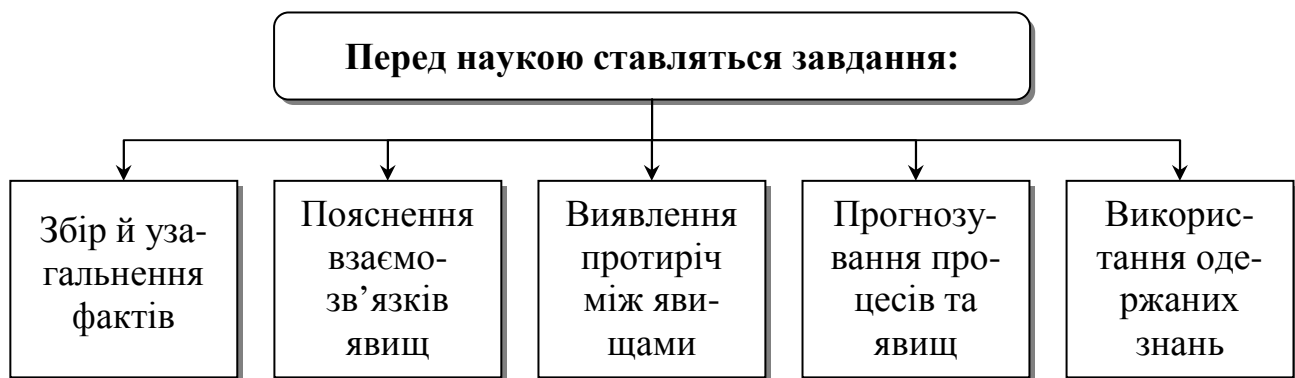 Перед наукою ставляться завдання:
Збір й уза-
гальнення
фактів
Пояснення
взаємо-
зв’язків
явищ
Виявлення
протиріч
між яви-
щами
Прогнозу-
вання про-
цесів та
явищ
Викорис-
тання оде-
ржаних
знань